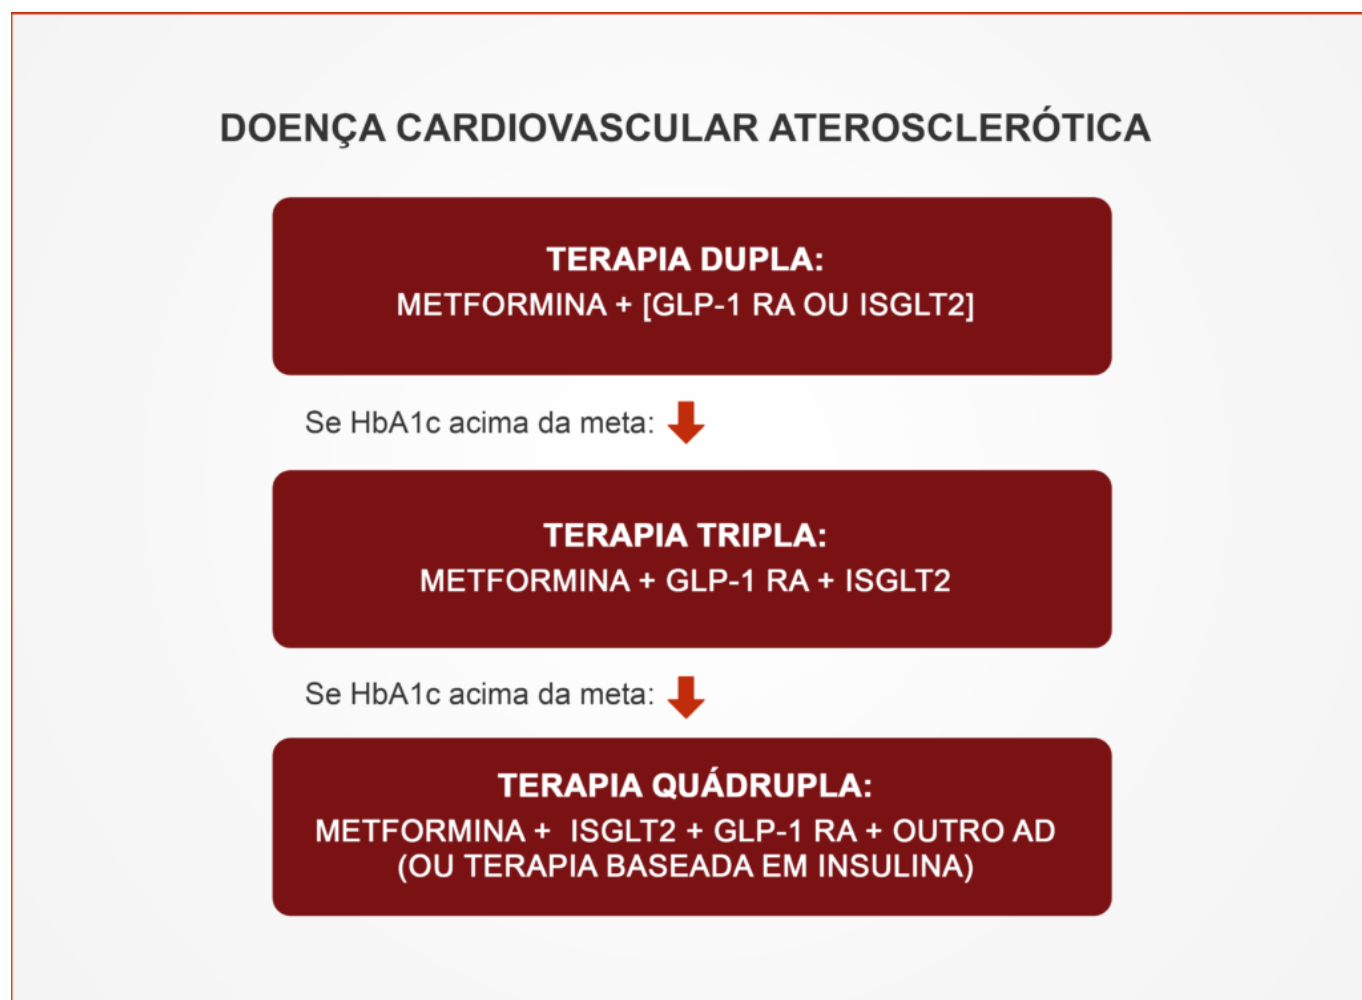 DOENÇA CARDIOVASCULAR ATEROSCLERÓTICA
TERAPIA DUPLA:
METFORMINA + [GLP-1 RA OU ISGLT2]
Se HbA1c acima da meta:
TERAPIA TRIPLA:
METFORMINA + GLP-1 RA + ISGLT2
Se HbA1c acima da meta:
TERAPIA QUÁDRUPLA:
METFORMINA + ISGLT2 + GLP-1 RA + OUTRO AD
(OU TERAPIA BASEADA EM INSULINA)